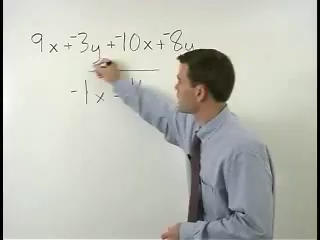 9x + ⁻3y + ⁻10x + ⁻8y
-1x -